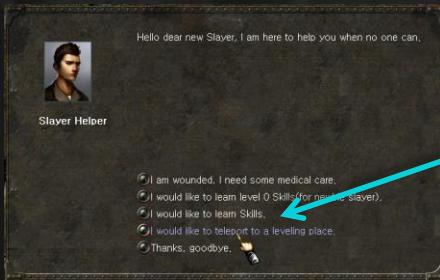 Hello dear new Slayer, I am here to help you when no one can.
Slayer Helper
I am wounded, I need some medical care.
I would like to learn level 0 Skills(for newbie slayer).
I would like to learn Skills.
I would like to teleport to a leveling place.
Thanks, goodbye.